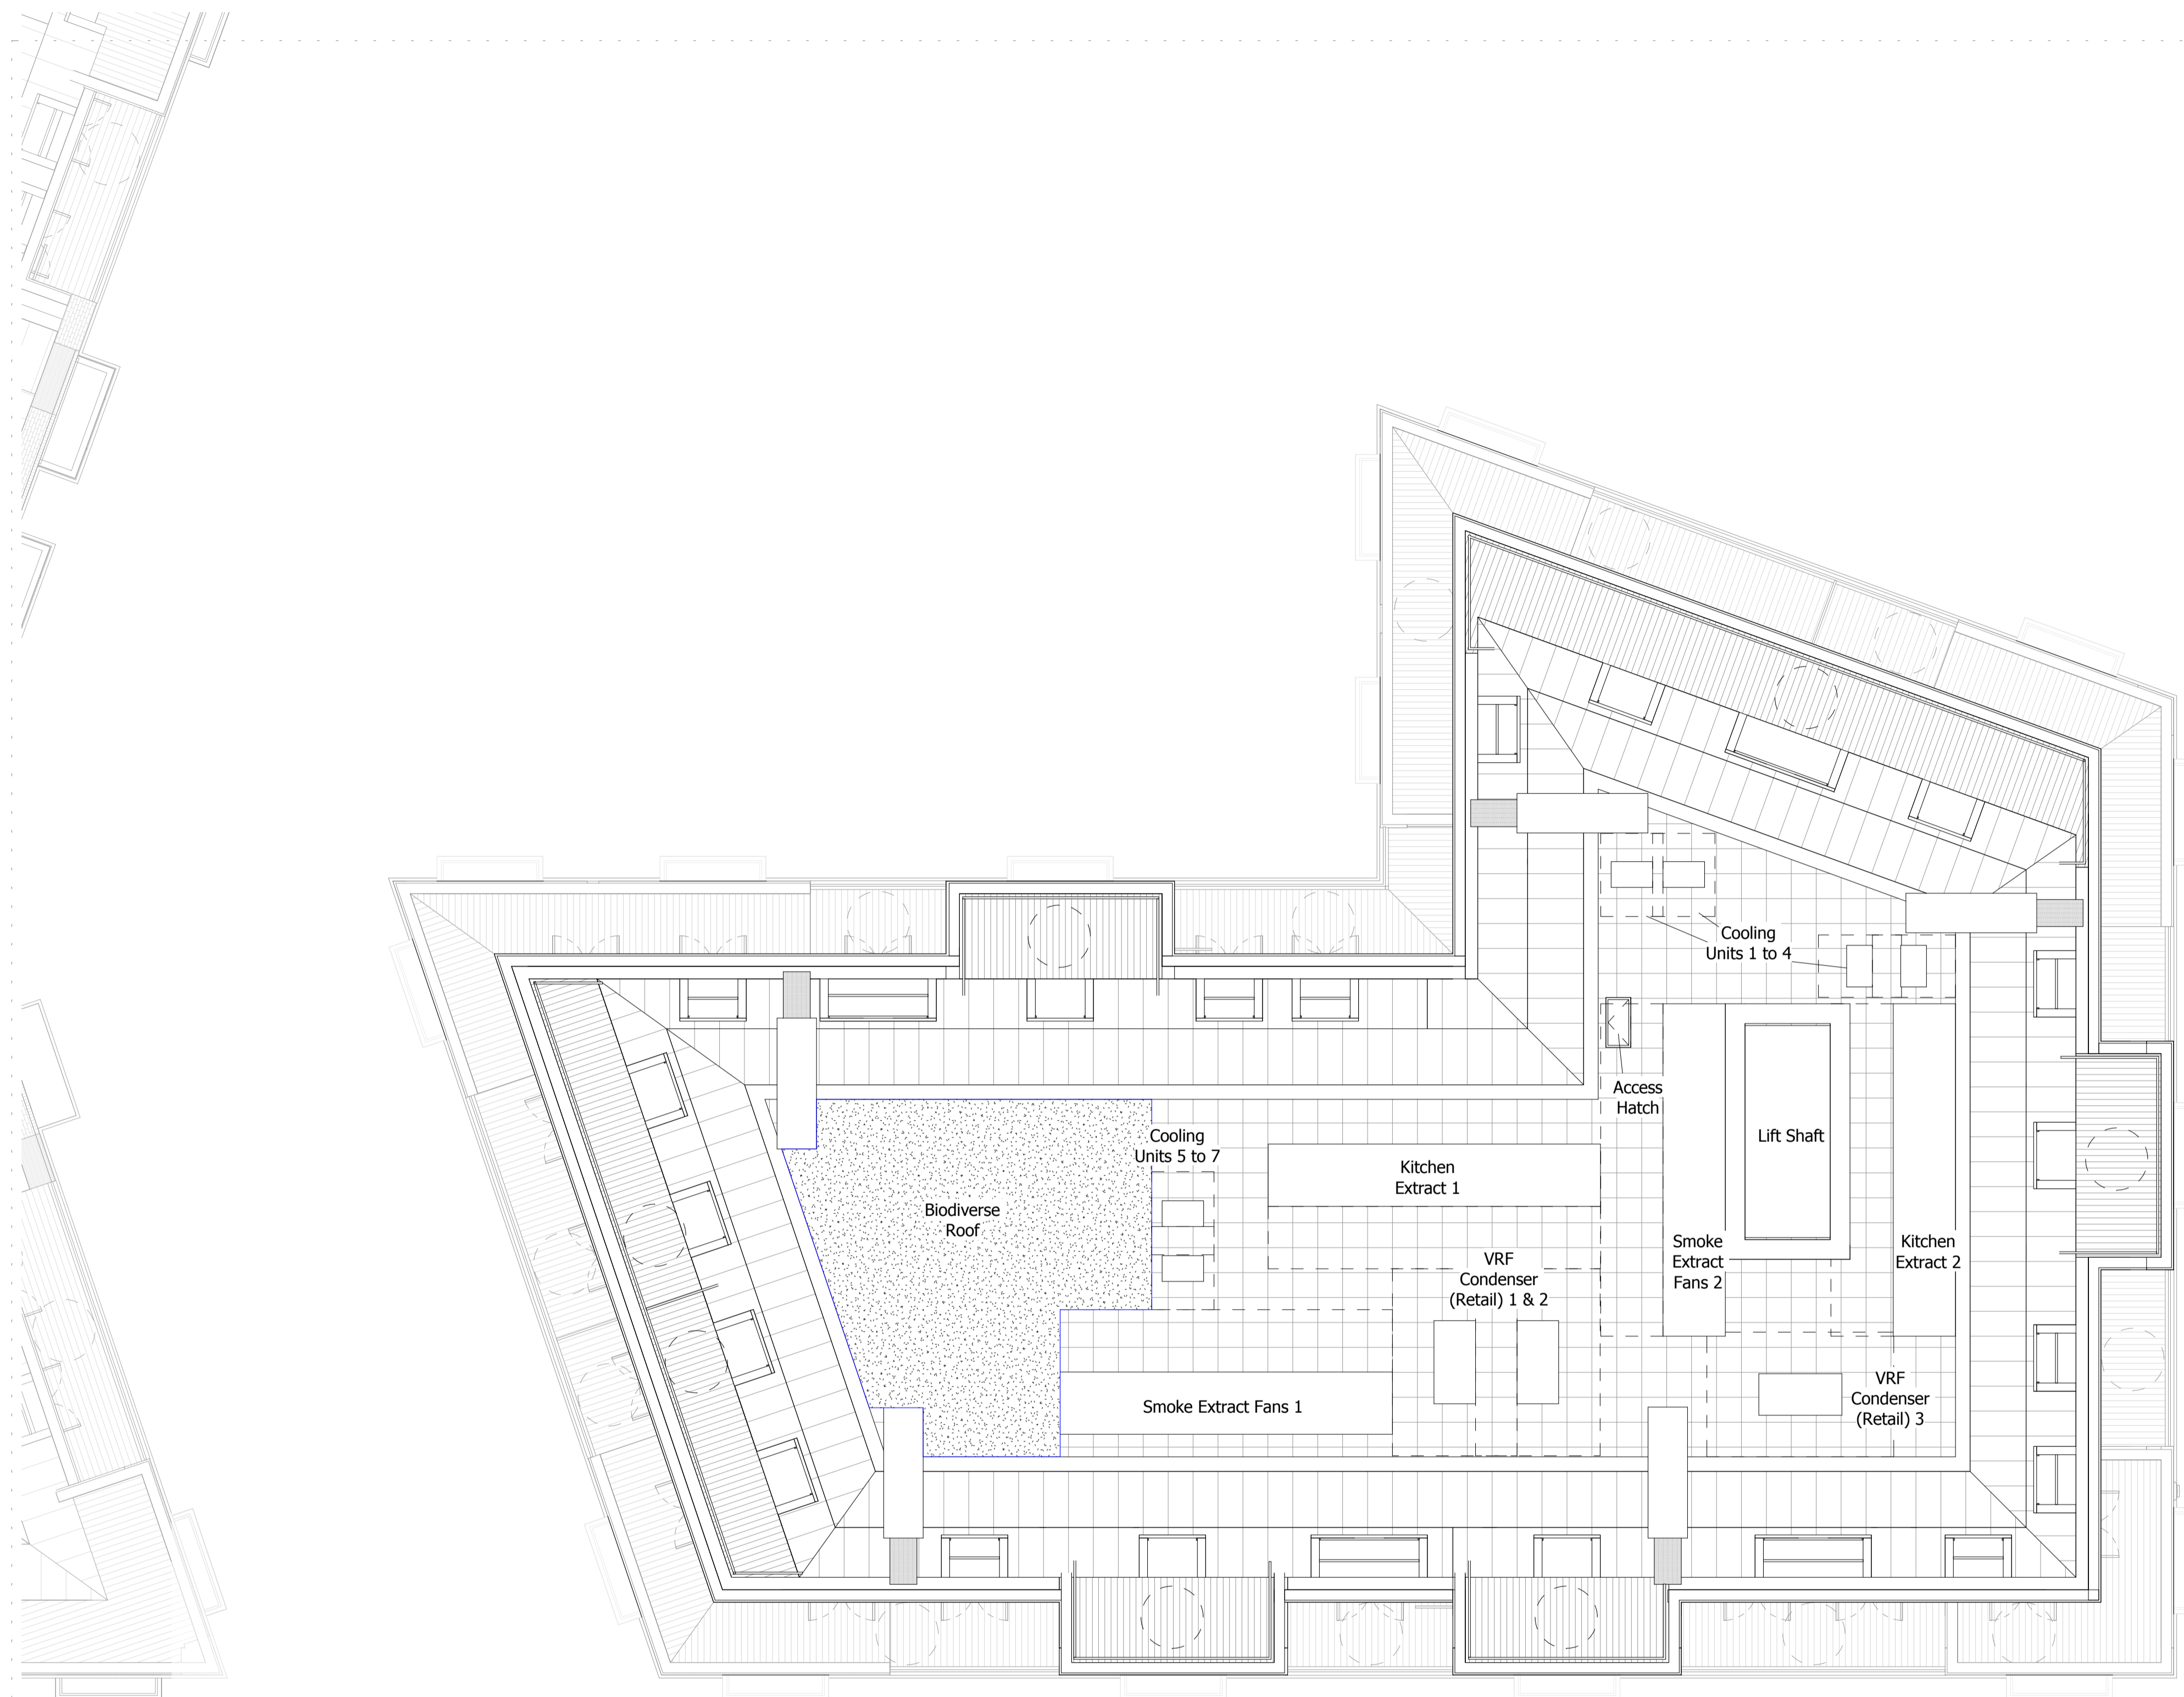 Cooling
Units 1 to 4
Access
Hatch
Lift Shaft
Cooling
Units 5 to 7
Kitchen
Extract 1
Biodiverse
Roof
Smoke
Extract
Fans 2
Kitchen
Extract 2
VRF
Condenser
(Retail) 1 & 2
VRF
Condenser
(Retail) 3
Smoke Extract Fans 1